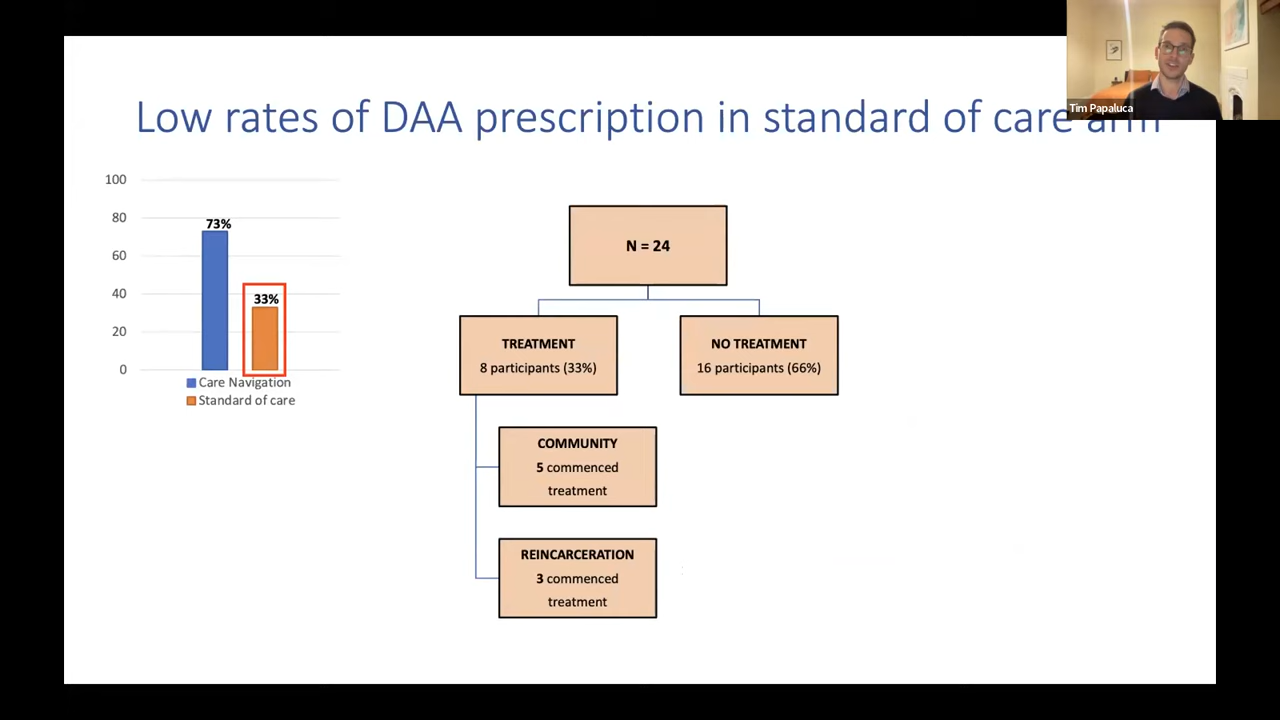 Low rates of DAA prescription in standard of care arm
Tim Papaluca
100
80
60
40
20
0
73%
33%
Care Navigation
Standard of care
N = 24
TREATMENT
8 participants (33%)
NO TREATMENT
16 participants (66%)
COMMUNITY
5 commenced
treatment
REINCARCERATION
3 commenced
treatment